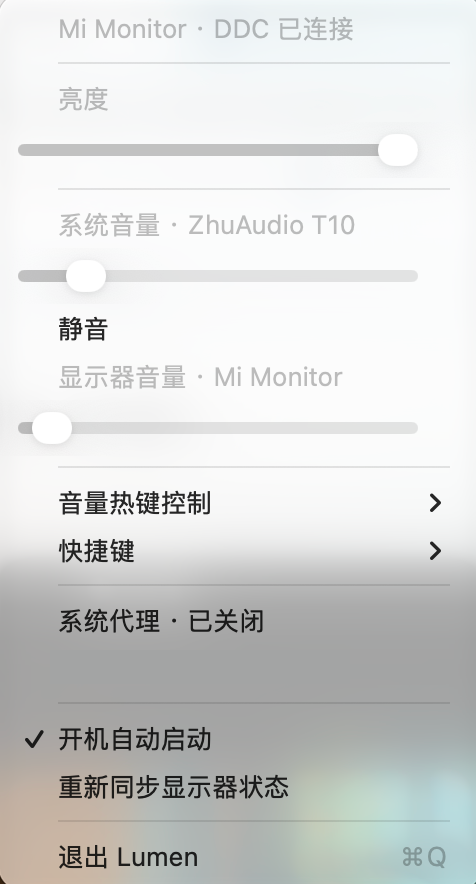 Mi Monitor · DDC 已连接
亮度
系统音量 · ZhuAudio T10
静音
显示器音量 · Mi Monitor
音量热键控制
快捷键
系统代理 · 已关闭
开机自动启动
重新同步显示器状态
退出 Lumen ⌘Q